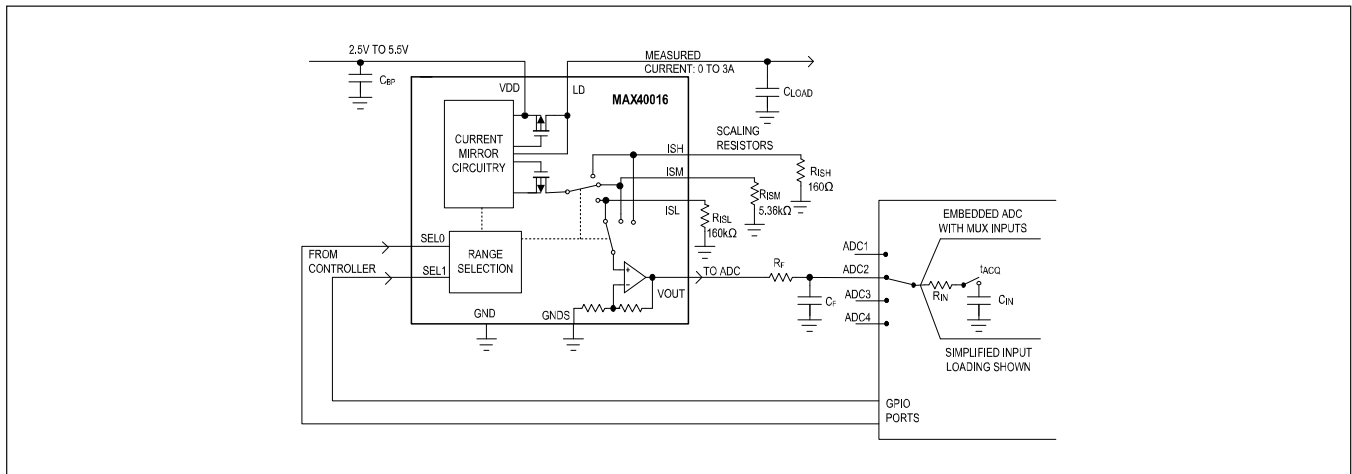 2.5V TO 5.5V
CBP
VDD
LD
MEASURED
CURRENT: 0 TO 3A
CLOAD
MAX40016
CURRENT
MIRROR
CIRCUITRY
SCALING
RESISTORS
ISH
RISH
160Ω
ISM
RISM
5.36kΩ
ISL
RISL
160kΩ
FROM
CONTROLLER
SEL0
SEL1
RANGE
SELECTION
+
-
VOUT
GND
GNDS
TO ADC
RF
CF
EMBEDDED ADC
WITH MUX INPUTS
ADC1
ADC2
ADC3
ADC4
RIN
tACQ
CIN
SIMPLIFIED INPUT
LOADING SHOWN
GPIO
PORTS